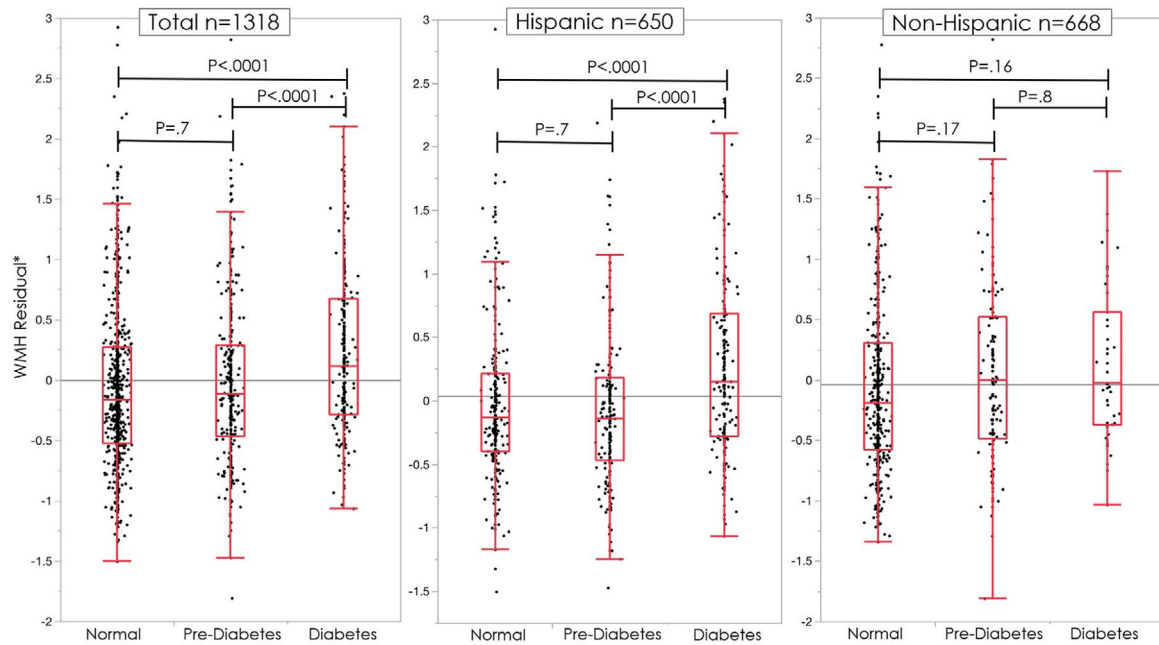 Total n=1318
3
2.5
2
1.5
1
0.5
0
-0.5
-1
-1.5
-2
WMH Residual*
P<.0001
P<.0001
P=.7
Normal
Pre-Diabetes
Diabetes
Hispanic n=650
3
2.5
2
1.5
1
0.5
0
-0.5
-1
-1.5
P<.0001
P<.0001
P=.7
Normal
Pre-Diabetes
Diabetes
Non-Hispanic n=668
3
2.5
2
1.5
1
0.5
0
-0.5
-1
-1.5
-2
P=.16
P=.8
P=.17
Normal
Pre-Diabetes
Diabetes